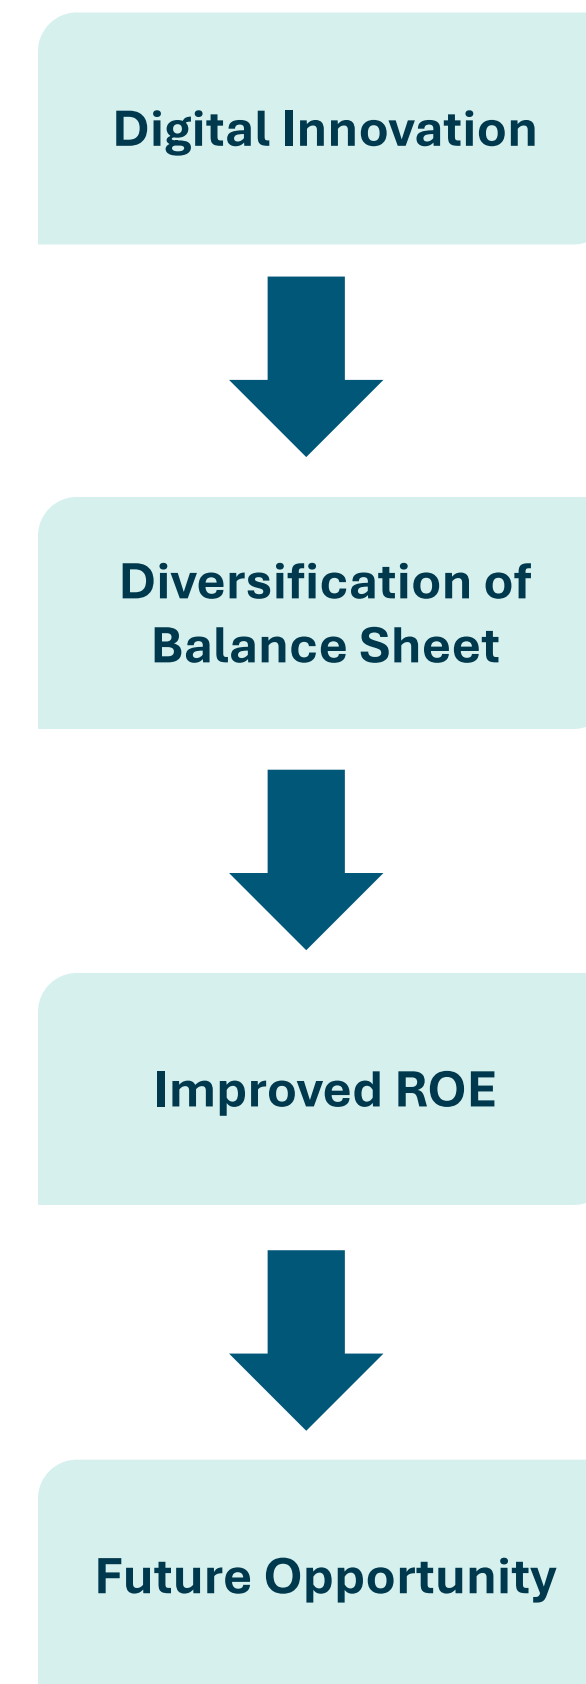 Digital Innovation
Diversification of
Balance Sheet
Improved ROE
Future Opportunity